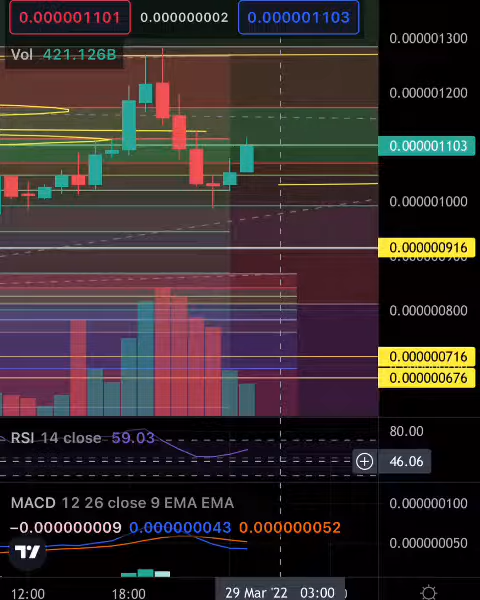 0.000001101 0.000000002 0.000001103
Vol 421.126B
0.000001300
0.000001200
0.000001103
0.000001000
0.000000916
0.000000800
0.000000716
0.000000676
RSI 14 close 59.03
80.00
46.06
MACD 12 26 close 9 EMA EMA
−0.000000009 0.000000043 0.000000052
0.000000100
0.000000050
12:00 18:00 29 Mar '22 03:00